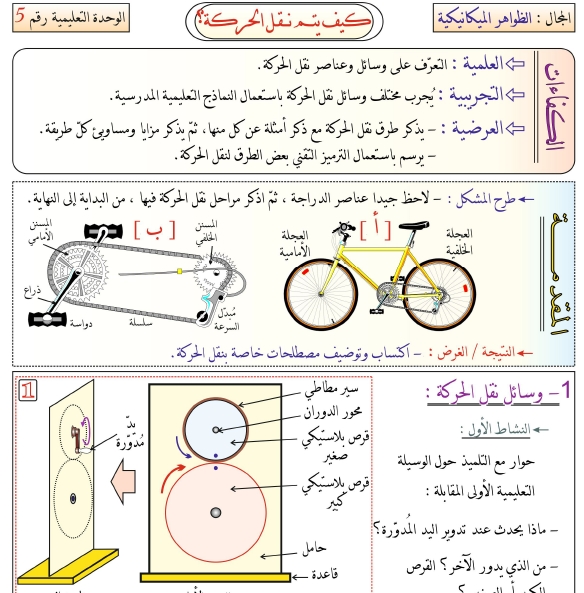 المجال : الظواهر الميكانيكية
كيف يتم نقل الحركة؟
الوحدة التعليمية رقم 5
الكفاءات
العلمية : التعرّف على وسائل وعناصر نقل الحركة .
التجريبية : يُجرب مختلف وسائل نقل الحركة باستعمال النماذج التعليمية المدرسية .
العرضية : – يذكر طرق نقل الحركة مع ذكر أمثلة عن كل منها ، ثمّ يذكر مزايا ومساوئ كلّ طريقة .
– يرسم باستعمال الترميز التقني بعض الطرق لنقل الحركة .
المقدمة
طرح المشكل : – لاحظ جيدا عناصر الدراجة ، ثمّ اذكر مراحل نقل الحركة فيها ، من البداية إلى النهاية .
[ أ ]
العجلة الخلفية
العجلة الأمامية
[ ب ]
المسنن الخلفي
المسنن الأمامي
ذراع
دواسة
سلسلة
مُبدّل السرعة
النتيجة / الغرض : – اكتساب وتوضيف مصطلحات خاصة بنقل الحركة .
1 – وسائل نقل الحركة :
النشاط الأول :
حوار مع التلميذ حول الوسيلة
التعليمية الأولى المقابلة :
– ماذا يحدث عند تدوير اليد المُدوّرة؟
– من الذي يدور الآخر ؟ القرص
1
سير مطاطي
محور الدوران
قرص بلاستيكي
صغير
قرص بلاستيكي
كبير
حامل
قاعدة
يدّ
مُدوّرة